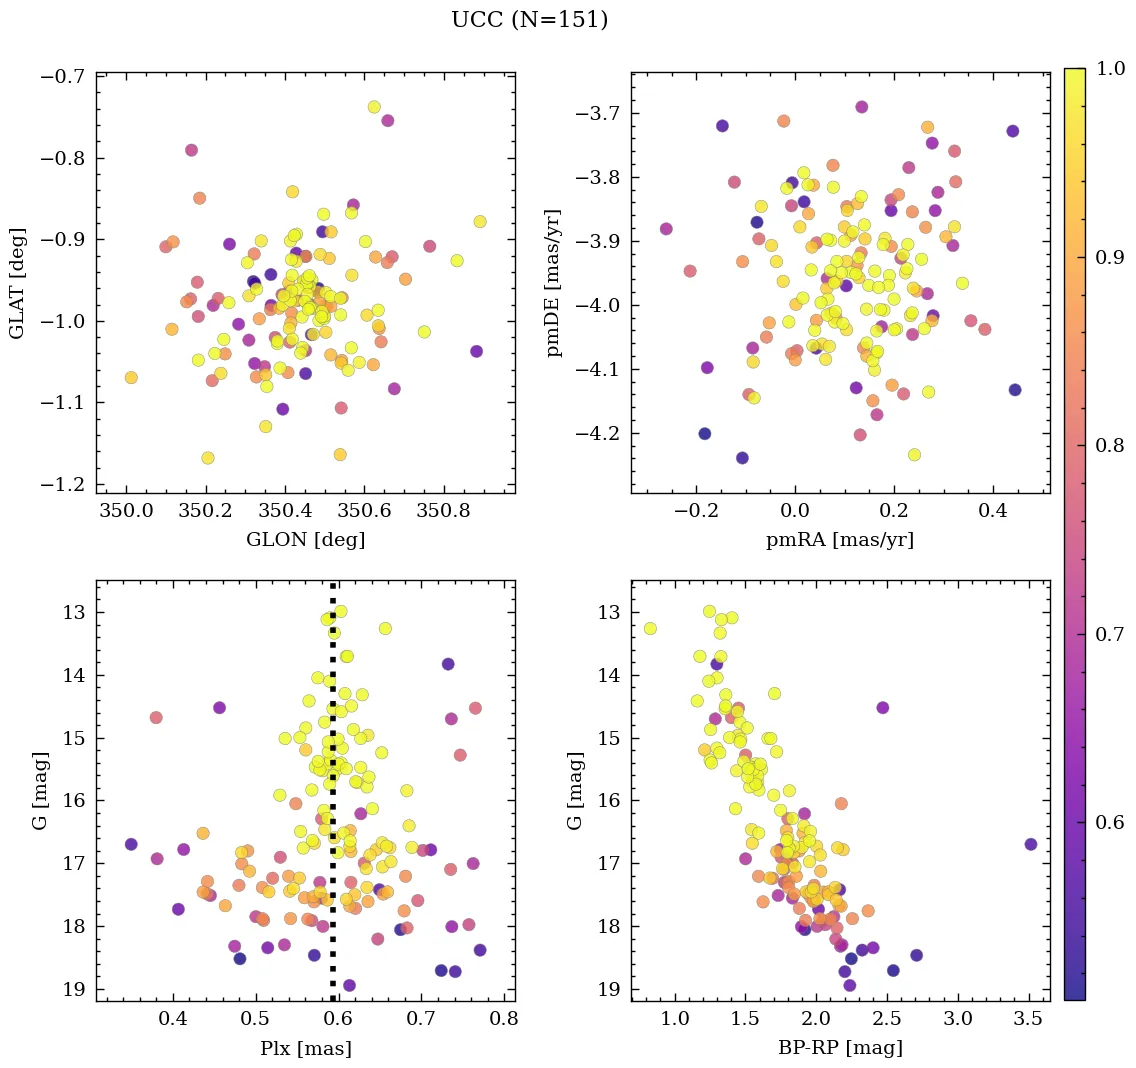 UCC (N=151)
−0.7
−0.8
−0.9
−1.0
−1.1
−1.2
GLAT [deg]
350.0 350.2 350.4 350.6 350.8
GLON [deg]
−3.7
−3.8
−3.9
−4.0
−4.1
−4.2
pmDE [mas/yr]
−0.2 0.0 0.2 0.4
pmRA [mas/yr]
1.0
0.9
0.8
0.7
0.6
13
14
15
16
17
18
19
G [mag]
0.4 0.5 0.6 0.7 0.8
Plx [mas]
13
14
15
16
17
18
19
G [mag]
1.0 1.5 2.0 2.5 3.0 3.5
BP-RP [mag]